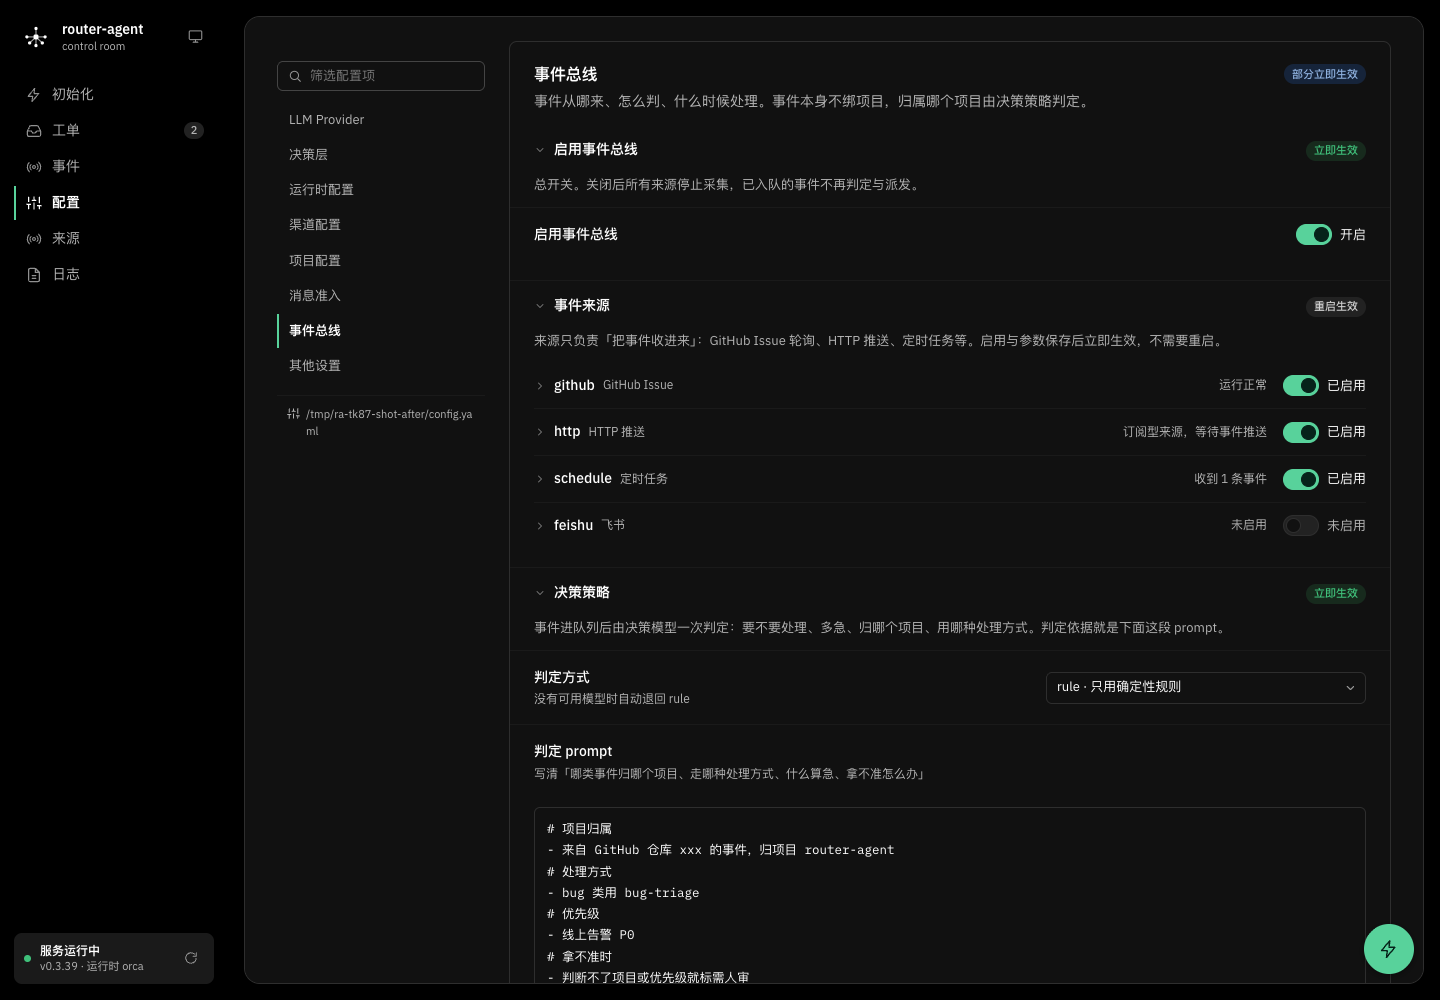 router-agent
control room
初始化
工单
2
事件
配置
来源
日志
服务运行中
v0.3.39 · 运行时 orca
筛选配置项
LLM Provider
决策层
运行时配置
渠道配置
项目配置
消息准入
事件总线
其他设置
/tmp/ra-tk87-shot-after/config.ya
ml
事件总线
部分立即生效
事件从哪来、怎么判、什么时候处理。事件本身不绑项目，归属哪个项目由决策策略判定。
启用事件总线
立即生效
总开关。关闭后所有来源停止采集，已入队的事件不再判定与派发。
启用事件总线
开启
事件来源
重启生效
来源只负责「把事件收进来」：GitHub Issue 轮询、HTTP 推送、定时任务等。启用与参数保存后立即生效，不需要重启。
github GitHub Issue 运行正常 已启用
http HTTP 推送 订阅型来源，等待事件推送 已启用
schedule 定时任务 收到 1 条事件 已启用
feishu 飞书 未启用 未启用
决策策略
立即生效
事件进队列后由决策模型一次判定：要不要处理、多急、归哪个项目、用哪种处理方式。判定依据就是下面这段 prompt。
判定方式
没有可用模型时自动退回 rule
rule · 只用确定性规则
判定 prompt
写清「哪类事件归哪个项目、走哪种处理方式、什么算急、拿不准怎么办」
# 项目归属
- 来自 GitHub 仓库 xxx 的事件，归项目 router-agent
# 处理方式
- bug 类用 bug-triage
# 优先级
- 线上告警 P0
# 拿不准时
- 判断不了项目或优先级就标需人审